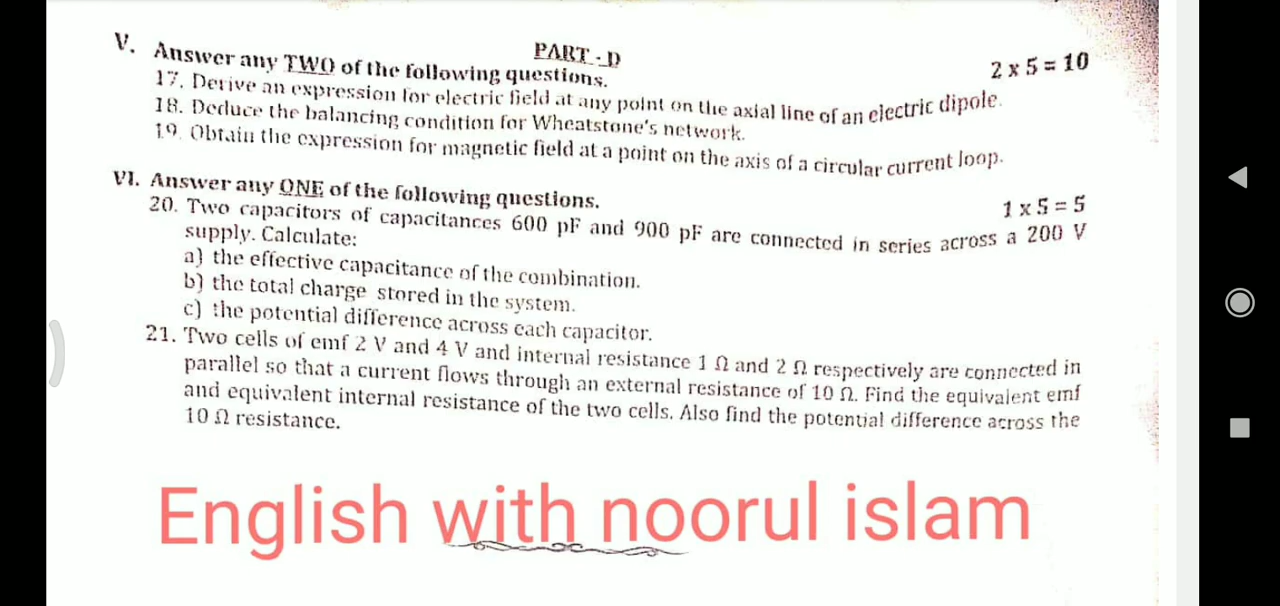 PART - D
V. Answer any TWO of the following questions. 2 x 5 = 10
17. Derive an expression for electric field at any point on the axial line of an electric dipole.
18. Deduce the balancing condition for Wheatstone's network.
19. Obtain the expression for magnetic field at a point on the axis of a circular current loop.
VI. Answer any ONE of the following questions. 1 x 5 = 5
20. Two capacitors of capacitances 600 pF and 900 pF are connected in series across a 200 V
supply. Calculate:
a) the effective capacitance of the combination.
b) the total charge stored in the system.
c) the potential difference across each capacitor.
21. Two cells of emf 2 V and 4 V and internal resistance 1 Ω and 2 Ω respectively are connected in
parallel so that a current flows through an external resistance of 10 Ω. Find the equivalent emf
and equivalent internal resistance of the two cells. Also find the potential difference across the
10 Ω resistance.
English with noorul islam